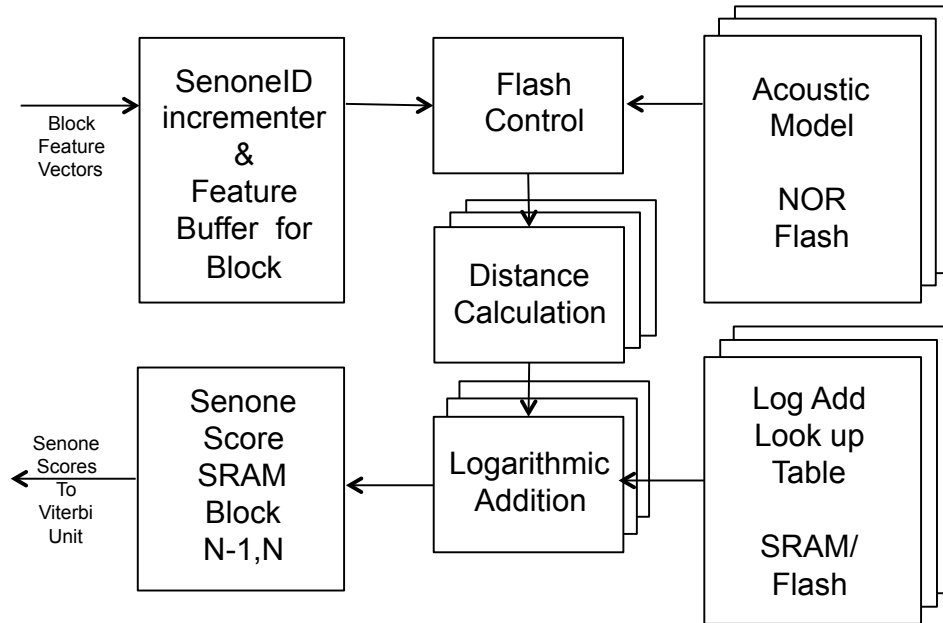 Block
Feature
Vectors
SenoneID
incrementer
&
Feature
Buffer for
Block
Flash
Control
Acoustic
Model
NOR
Flash
Distance
Calculation
Senone
Scores
To
Viterbi
Unit
Senone
Score
SRAM
Block
N-1,N
Logarithmic
Addition
Log Add
Look up
Table
SRAM/
Flash